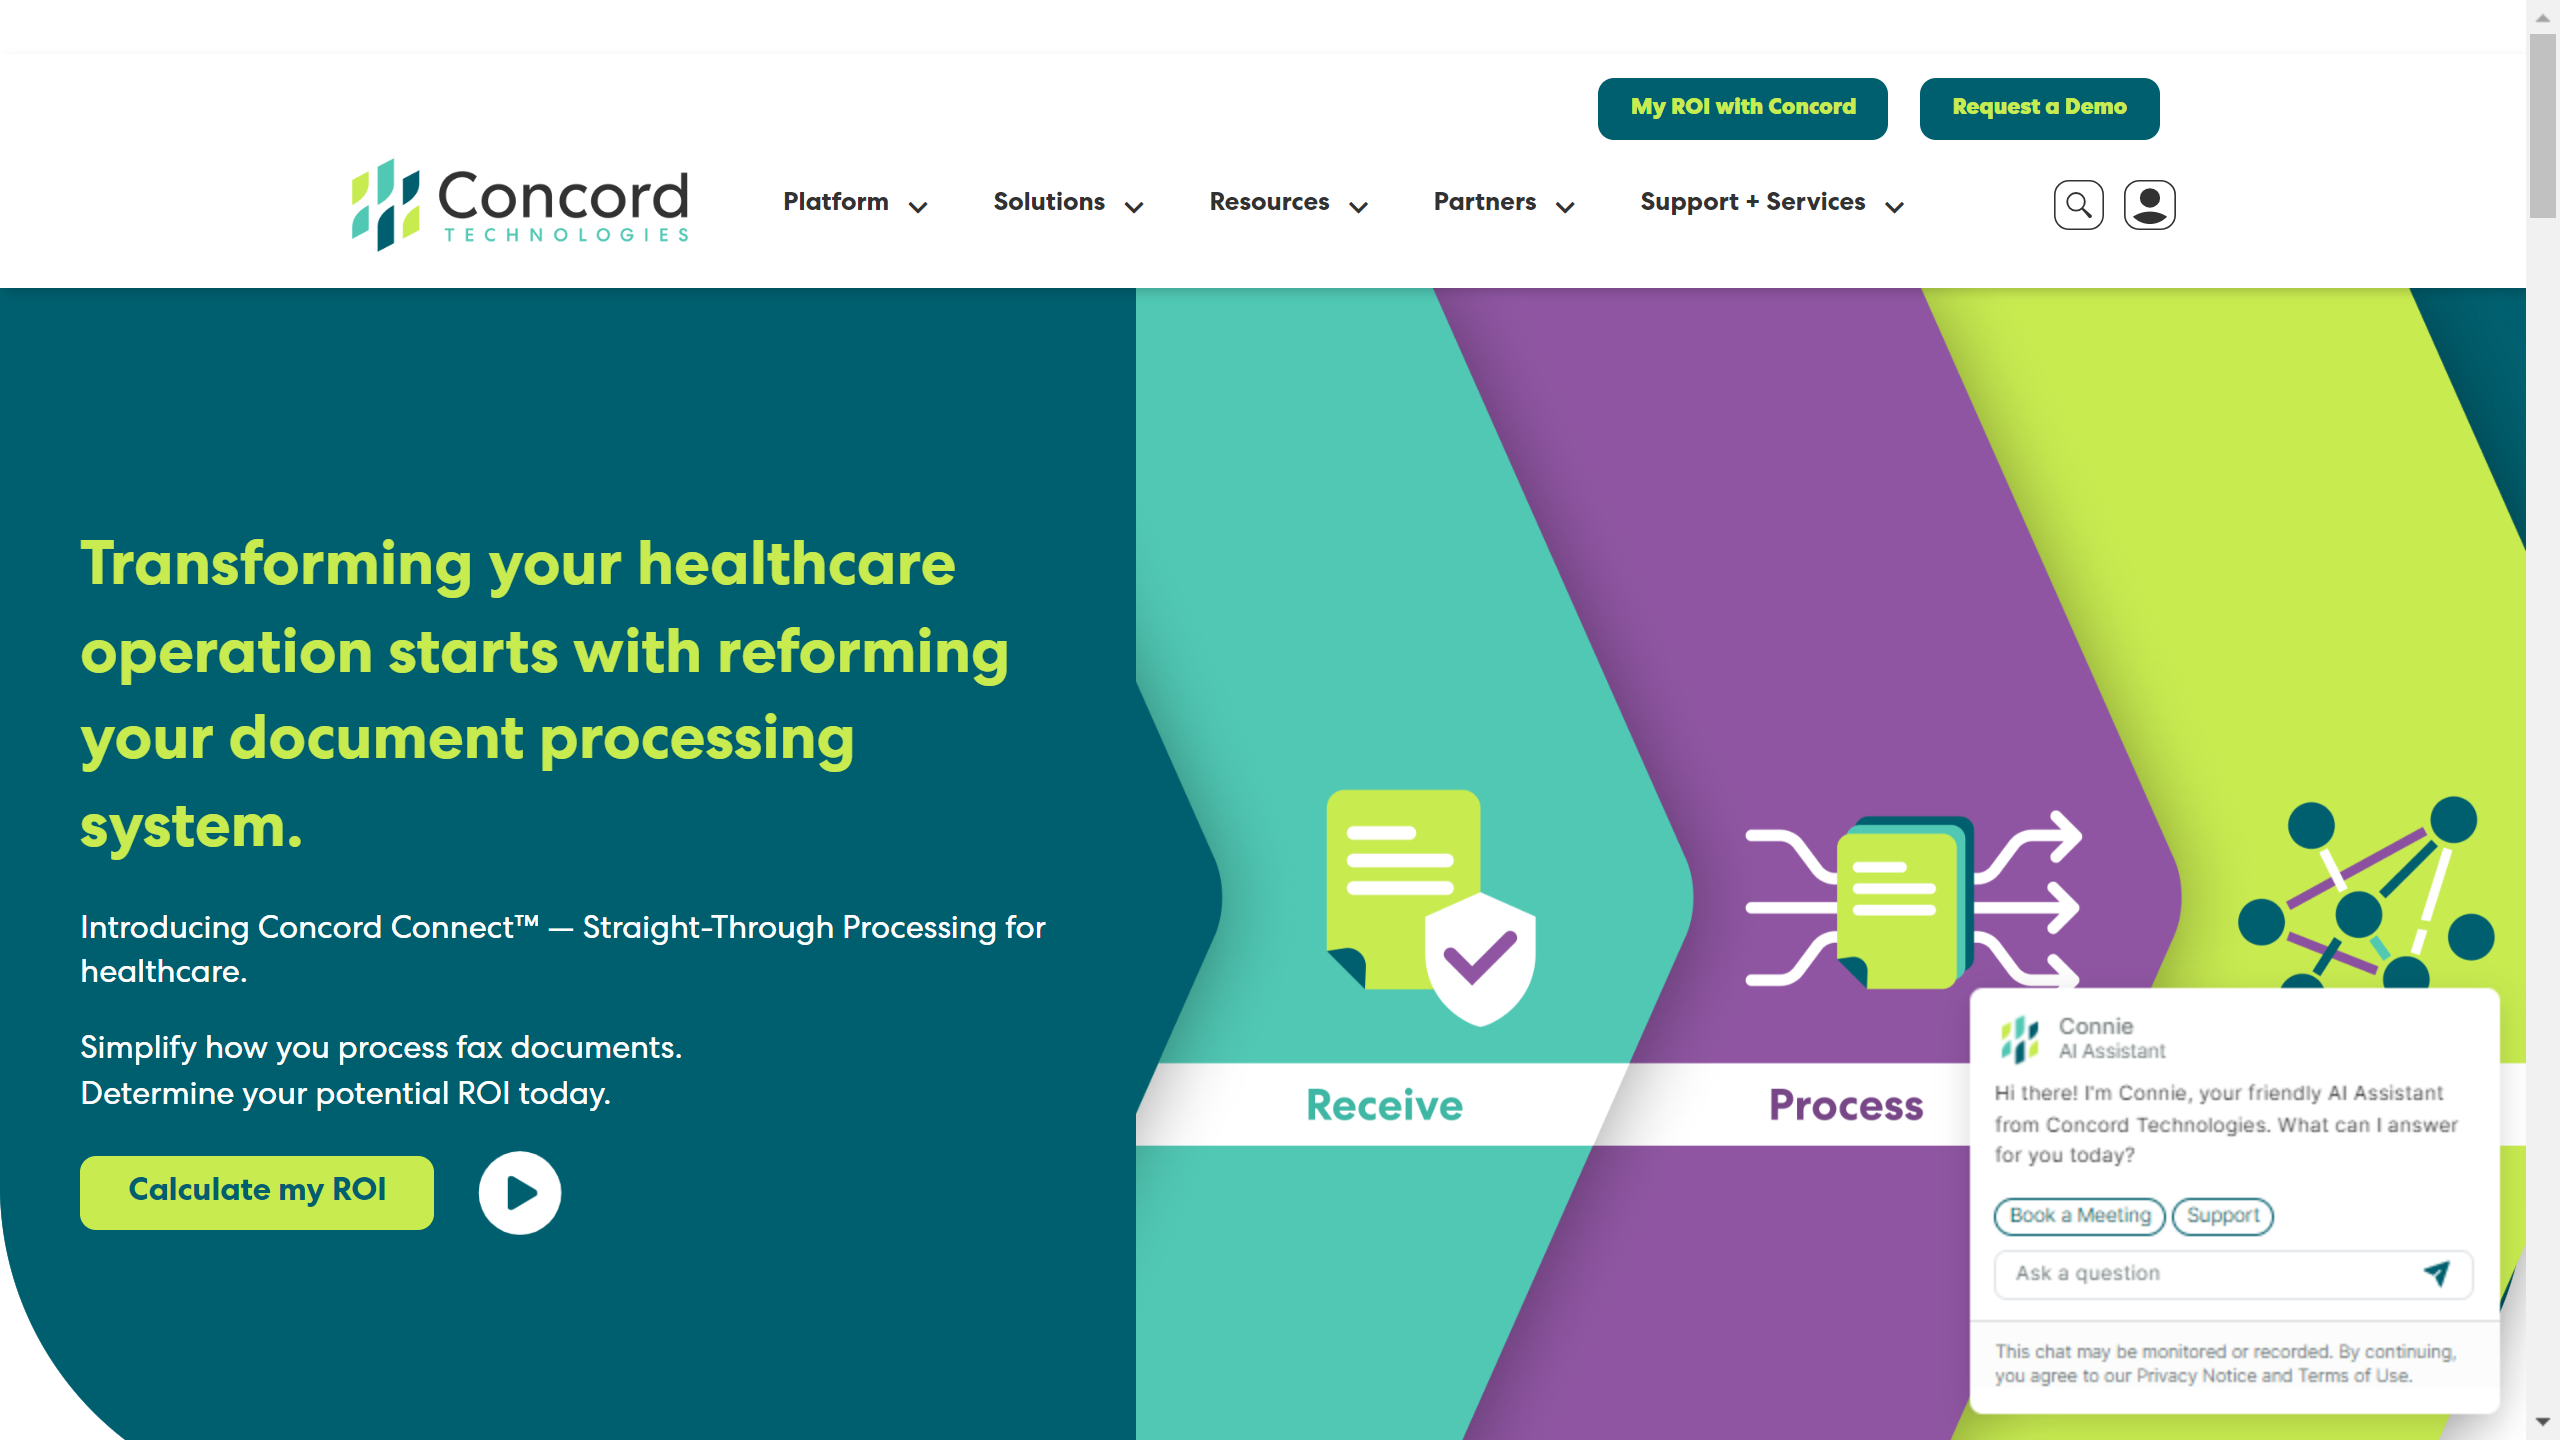 My ROI with Concord
Request a Demo
Concord
TECHNOLOGIES
Platform
Solutions
Resources
Partners
Support + Services
Transforming your healthcare
operation starts with reforming
your document processing
system.
Introducing Concord Connect™ — Straight-Through Processing for
healthcare.
Simplify how you process fax documents.
Determine your potential ROI today.
Calculate my ROI
Receive
Process
Connie
AI Assistant
Hi there! I'm Connie, your friendly AI Assistant
from Concord Technologies. What can I answer
for you today?
Book a Meeting
Support
Ask a question
This chat may be monitored or recorded. By continuing,
you agree to our Privacy Notice and Terms of Use.